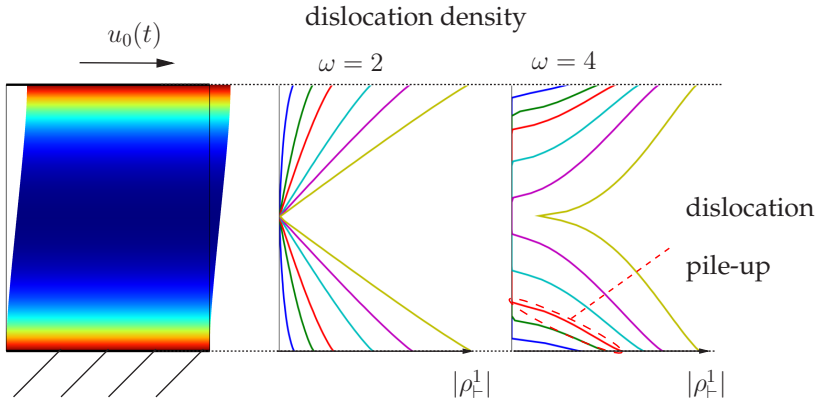 dislocation density
u₀(t)
ω = 2
ω = 4
dislocation
pile-up
|ρ¹⊢|
|ρ¹⊢|